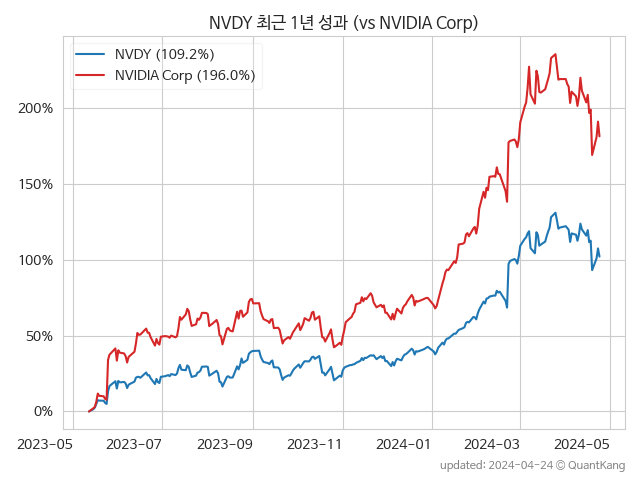 NVDY 최근 1년 성과 (vs NVIDIA Corp)
NVDY (109.2%)
NVIDIA Corp (196.0%)
200%
150%
100%
50%
0%
2023-05 2023-07 2023-09 2023-11 2024-01 2024-03 2024-05
updated: 2024-04-24 @ QuantKang